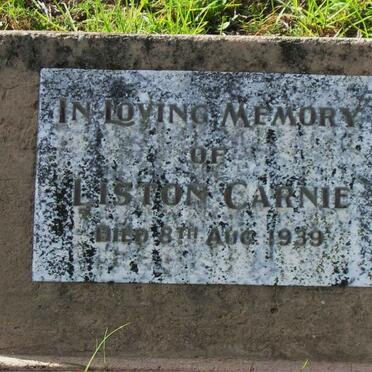 In Loving Memory
of
Liston Carnie
Died 8th Aug 1939